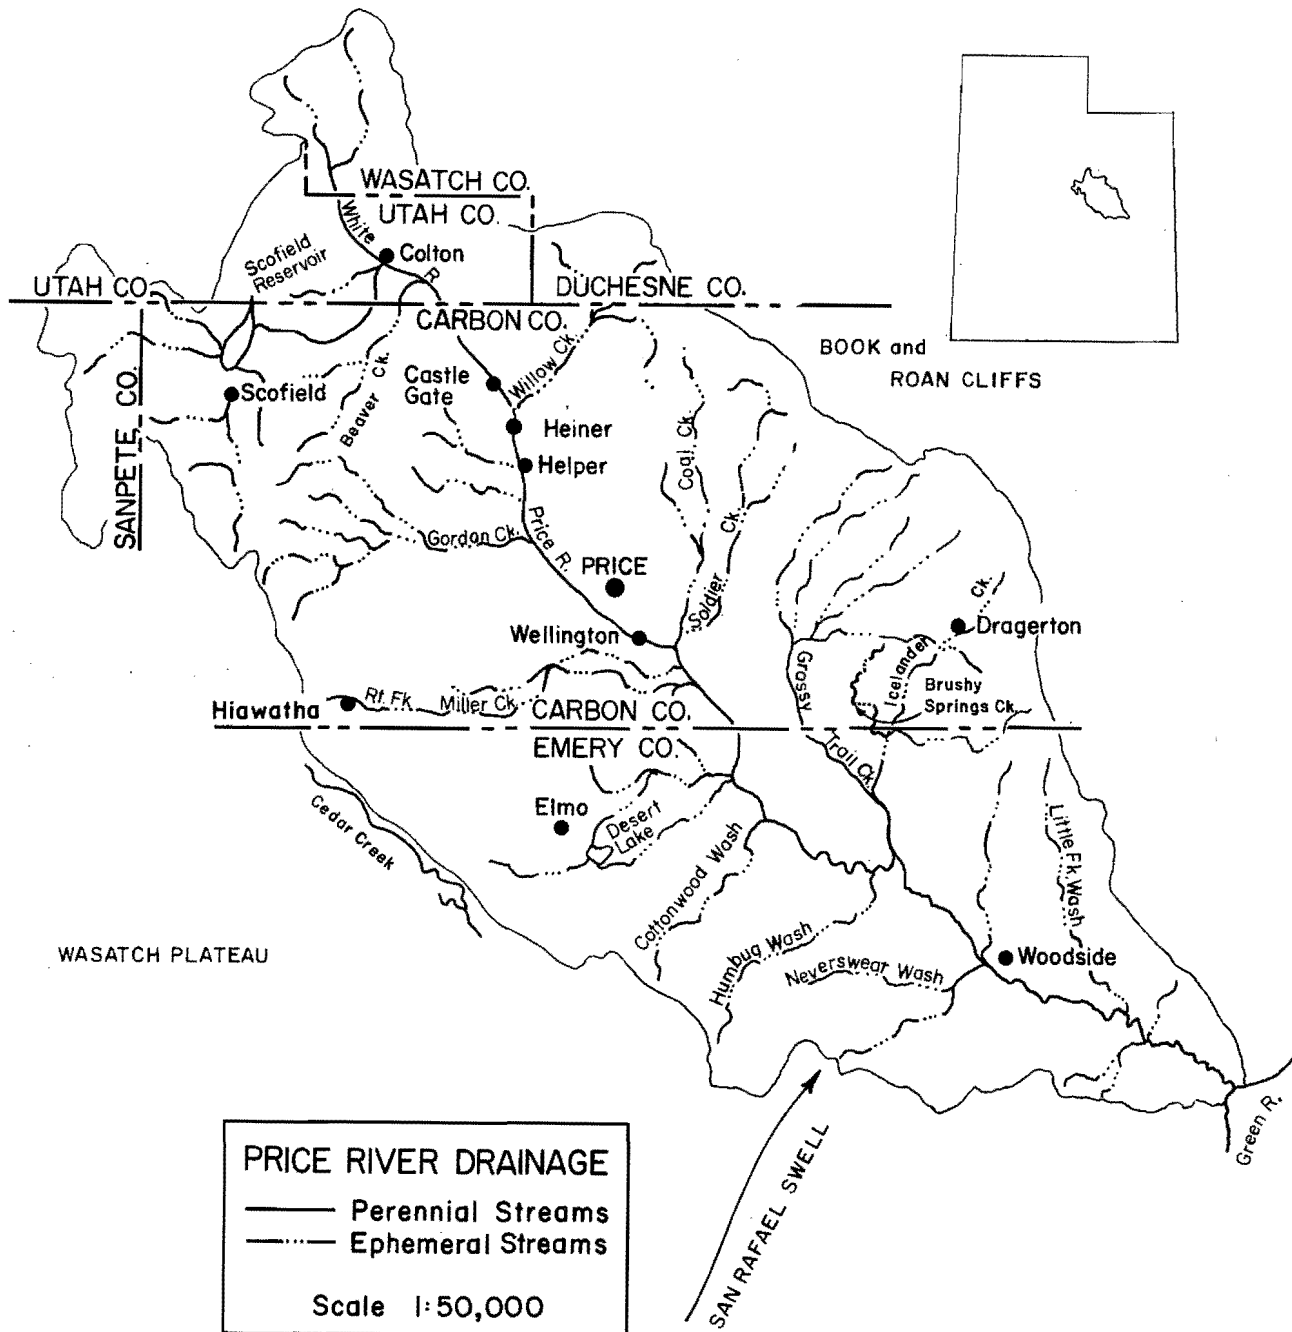 WASATCH CO.
UTAH CO.
White
R.
Colton
Scofield
Reservoir
UTAH CO.
DUCHESNE CO.
CARBON CO.
BOOK and
ROAN CLIFFS
SANPETE CO.
Scofield
Beaver Ck.
Castle
Gate
Willow Ck.
Heiner
Helper
Coal Ck.
Soldier Ck.
Gordon Ck.
Price R.
PRICE
Wellington
Grassy
Trail Ck.
Icelander
Ck.
Dragerton
Brushy
Springs Ck.
Hiawatha
Rt. Fk.
Miller Ck.
CARBON CO.
EMERY CO.
Elmo
Desert
Lake
Cedar Creek
Cottonwood Wash
Little Fk. Wash
Humbug Wash
Neversweat Wash
Woodside
WASATCH PLATEAU
Green R.
SAN RAFAEL SWELL
PRICE RIVER DRAINAGE
Perennial Streams
Ephemeral Streams
Scale 1:50,000